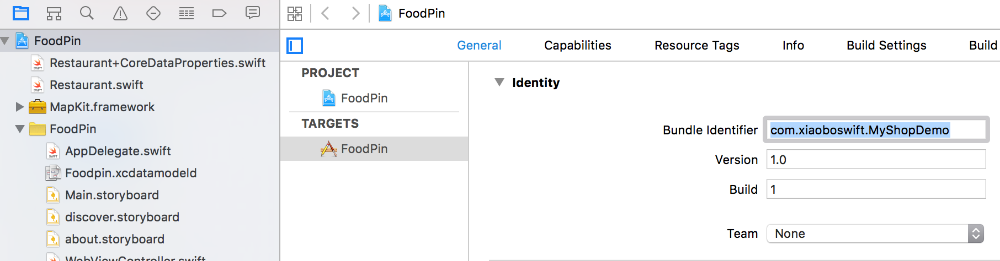 FoodPin
Restaurant+CoreDataProperties.swift
Restaurant.swift
MapKit.framework
FoodPin
AppDelegate.swift
Foodpin.xcdatamodeld
Main.storyboard
discover.storyboard
about.storyboard
WebViewController.swift
FoodPin
General Capabilities Resource Tags Info Build Settings Build
PROJECT
FoodPin
TARGETS
FoodPin
Identity
Bundle Identifier com.xiaoboswift.MyShopDemo
Version 1.0
Build 1
Team None